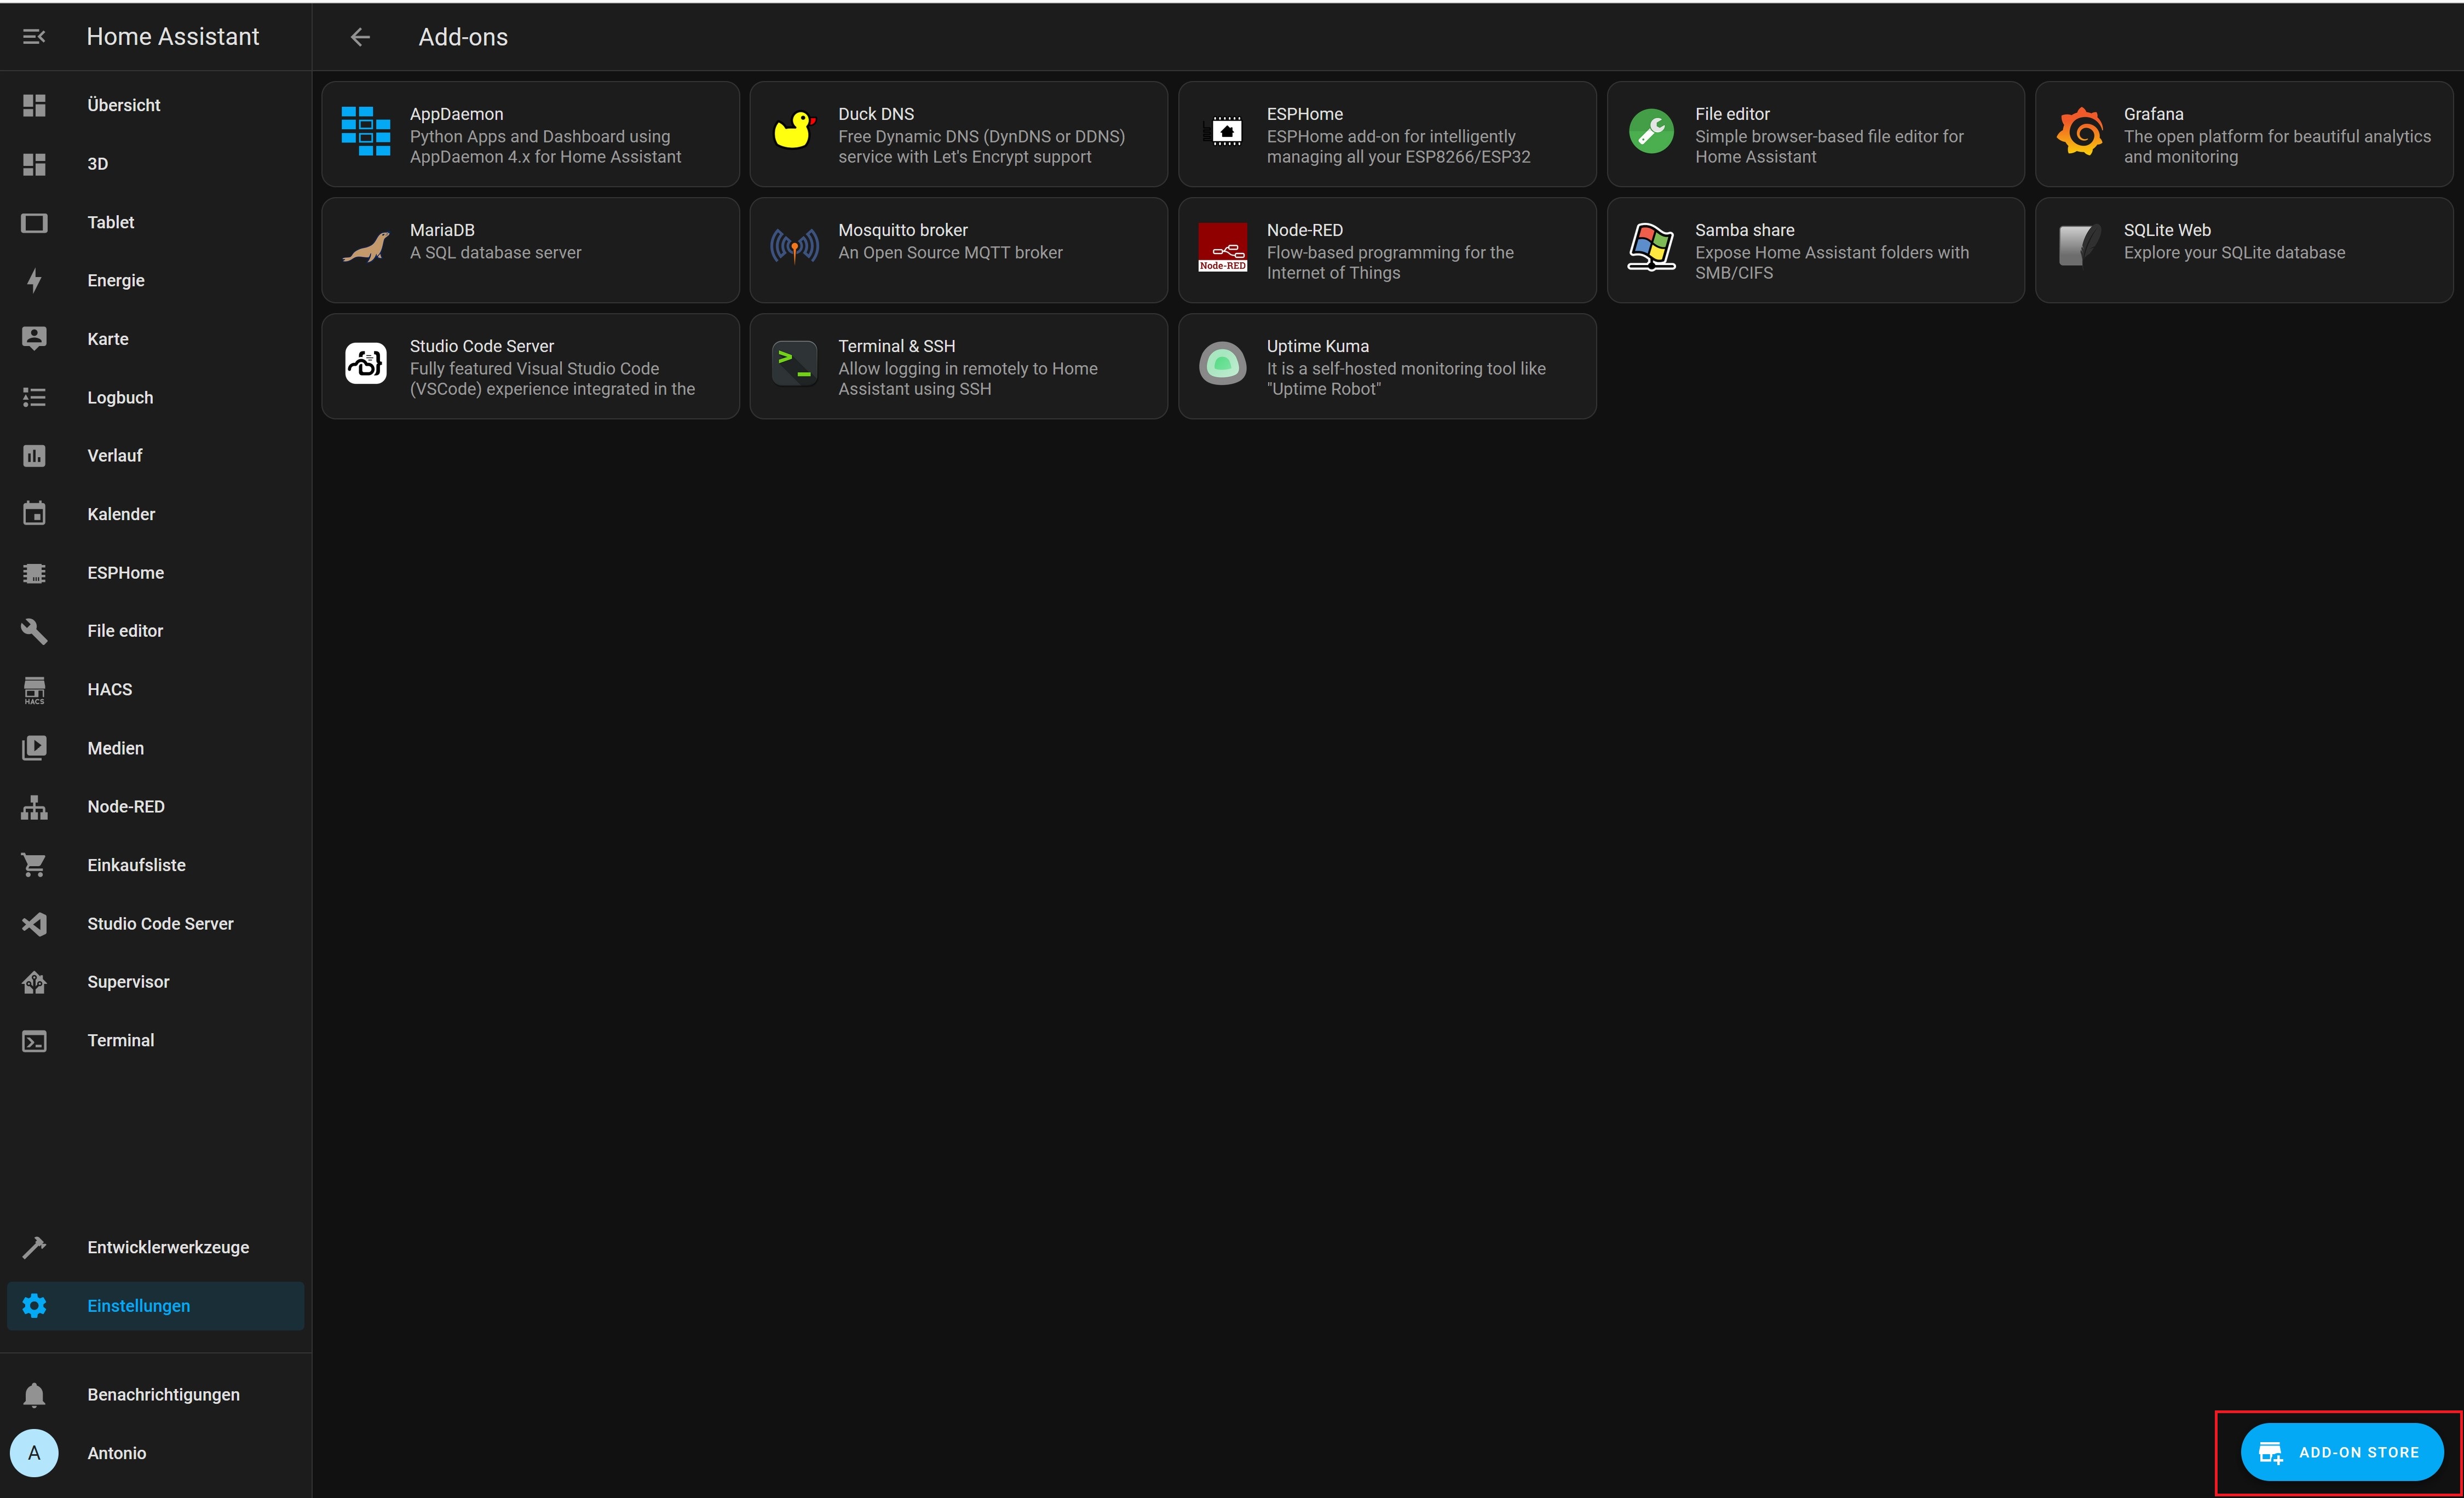 Home Assistant
Übersicht
3D
Tablet
Energie
Karte
Logbuch
Verlauf
Kalender
ESPHome
File editor
HACS
HACS
Medien
Node-RED
Einkaufsliste
Studio Code Server
Supervisor
Terminal
Entwicklerwerkzeuge
Einstellungen
Benachrichtigungen
A
Antonio
Add-ons
AppDaemon
Python Apps and Dashboard using
AppDaemon 4.x for Home Assistant
Duck DNS
Free Dynamic DNS (DynDNS or DDNS)
service with Let's Encrypt support
ESPHome
ESPHome add-on for intelligently
managing all your ESP8266/ESP32
File editor
Simple browser-based file editor for
Home Assistant
Grafana
The open platform for beautiful analytics
and monitoring
MariaDB
A SQL database server
Mosquitto broker
An Open Source MQTT broker
Node-RED
Node-RED
Flow-based programming for the
Internet of Things
Samba share
Expose Home Assistant folders with
SMB/CIFS
SQLite Web
Explore your SQLite database
Studio Code Server
Fully featured Visual Studio Code
(VSCode) experience integrated in the
>_
Terminal & SSH
Allow logging in remotely to Home
Assistant using SSH
Uptime Kuma
It is a self-hosted monitoring tool like
"Uptime Robot"
ADD-ON STORE